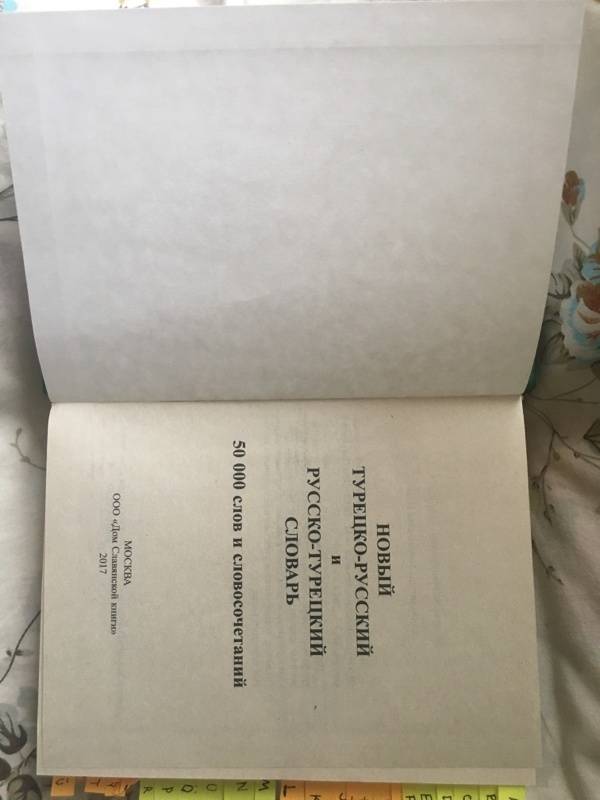 НОВЫЙ
ТУРЕЦКО-РУССКИЙ
и
РУССКО-ТУРЕЦКИЙ
СЛОВАРЬ
50 000 слов и словосочетаний
МОСКВА
ООО «Дом Славянской книги»
2017
A
E
F
K
L
M
N
O
P
R
T